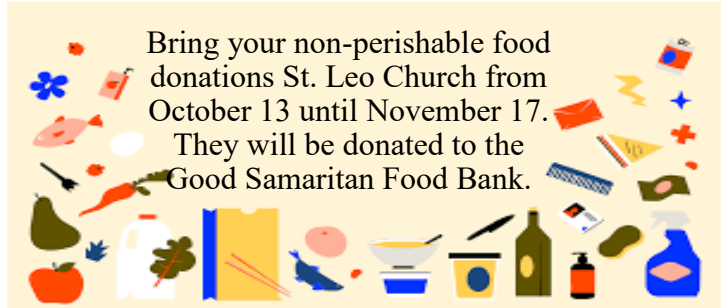 Bring your non-perishable food
donations St. Leo Church from
October 13 until November 17.
They will be donated to the
Good Samaritan Food Bank.